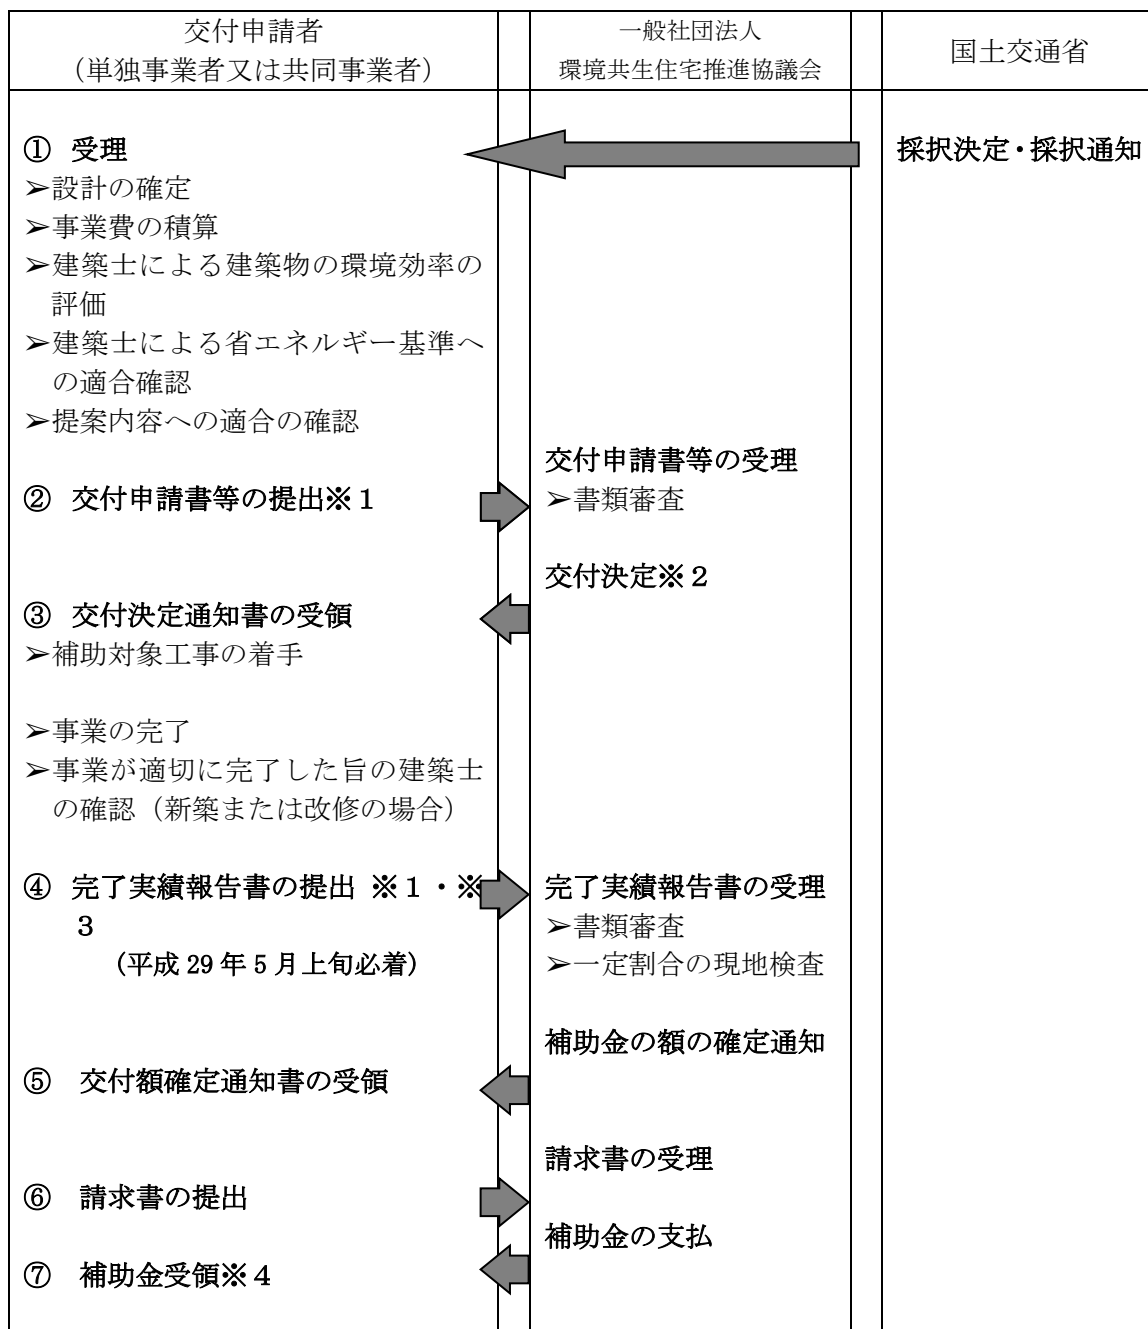 交付申請者
（単独事業者又は共同事業者）
一般社団法人
環境共生住宅推進協議会
国土交通省
① 受理
採択決定・採択通知
➢設計の確定
➢事業費の積算
➢建築士による建築物の環境効率の
評価
➢建築士による省エネルギー基準へ
の適合確認
➢提案内容への適合の確認
交付申請書等の受理
② 交付申請書等の提出※１
➢書類審査
交付決定※２
③ 交付決定通知書の受領
➢補助対象工事の着手
➢事業の完了
➢事業が適切に完了した旨の建築士
の確認（新築または改修の場合）
④ 完了実績報告書の提出 ※１・※
３
（平成 29 年 5 月上旬必着）
完了実績報告書の受理
➢書類審査
➢一定割合の現地検査
補助金の額の確定通知
⑤ 交付額確定通知書の受領
請求書の受理
⑥ 請求書の提出
補助金の支払
⑦ 補助金受領※４